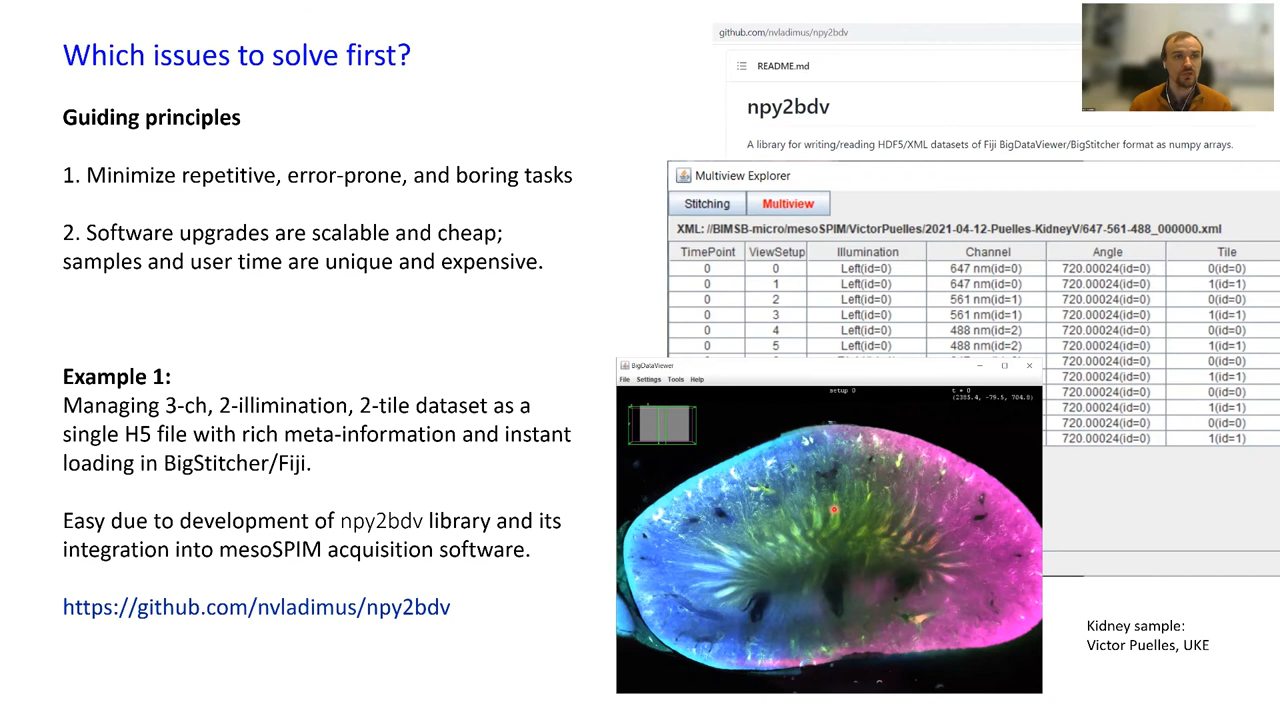 Which issues to solve first?
Guiding principles
1. Minimize repetitive, error-prone, and boring tasks
2. Software upgrades are scalable and cheap;
samples and user time are unique and expensive.
Example 1:
Managing 3-ch, 2-illimination, 2-tile dataset as a
single H5 file with rich meta-information and instant
loading in BigStitcher/Fiji.
Easy due to development of npy2bdv library and its
integration into mesoSPIM acquisition software.
https://github.com/nvladimus/npy2bdv
github.com/nvladimus/npy2bdv
README.md
npy2bdv
A library for writing/reading HDF5/XML datasets of Fiji BigDataViewer/BigStitcher format as numpy arrays.
Multiview Explorer
Stitching Multiview
XML: //BIMSB-micro/mesoSPIM/VictorPuelles/2021-04-12-Puelles-KidneyV/647-561-488_000000.xml
TimePoint ViewSetup Illumination Channel Angle Tile
0 0 Left(id=0) 647 nm(id=0) 720.00024(id=0) 0(id=0)
0 1 Left(id=0) 647 nm(id=0) 720.00024(id=0) 1(id=1)
0 2 Left(id=0) 561 nm(id=1) 720.00024(id=0) 0(id=0)
0 3 Left(id=0) 561 nm(id=1) 720.00024(id=0) 1(id=1)
0 4 Left(id=0) 488 nm(id=2) 720.00024(id=0) 0(id=0)
0 5 Left(id=0) 488 nm(id=2) 720.00024(id=0) 1(id=1)
720.00024(id=0) 0(id=0)
720.00024(id=0) 1(id=1)
720.00024(id=0) 0(id=0)
720.00024(id=0) 1(id=1)
720.00024(id=0) 0(id=0)
720.00024(id=0) 1(id=1)
BigDataViewer
File Settings Tools Help
setup 0 t = 0
(2385.4, -79.5, 704.8)
Kidney sample:
Victor Puelles, UKE